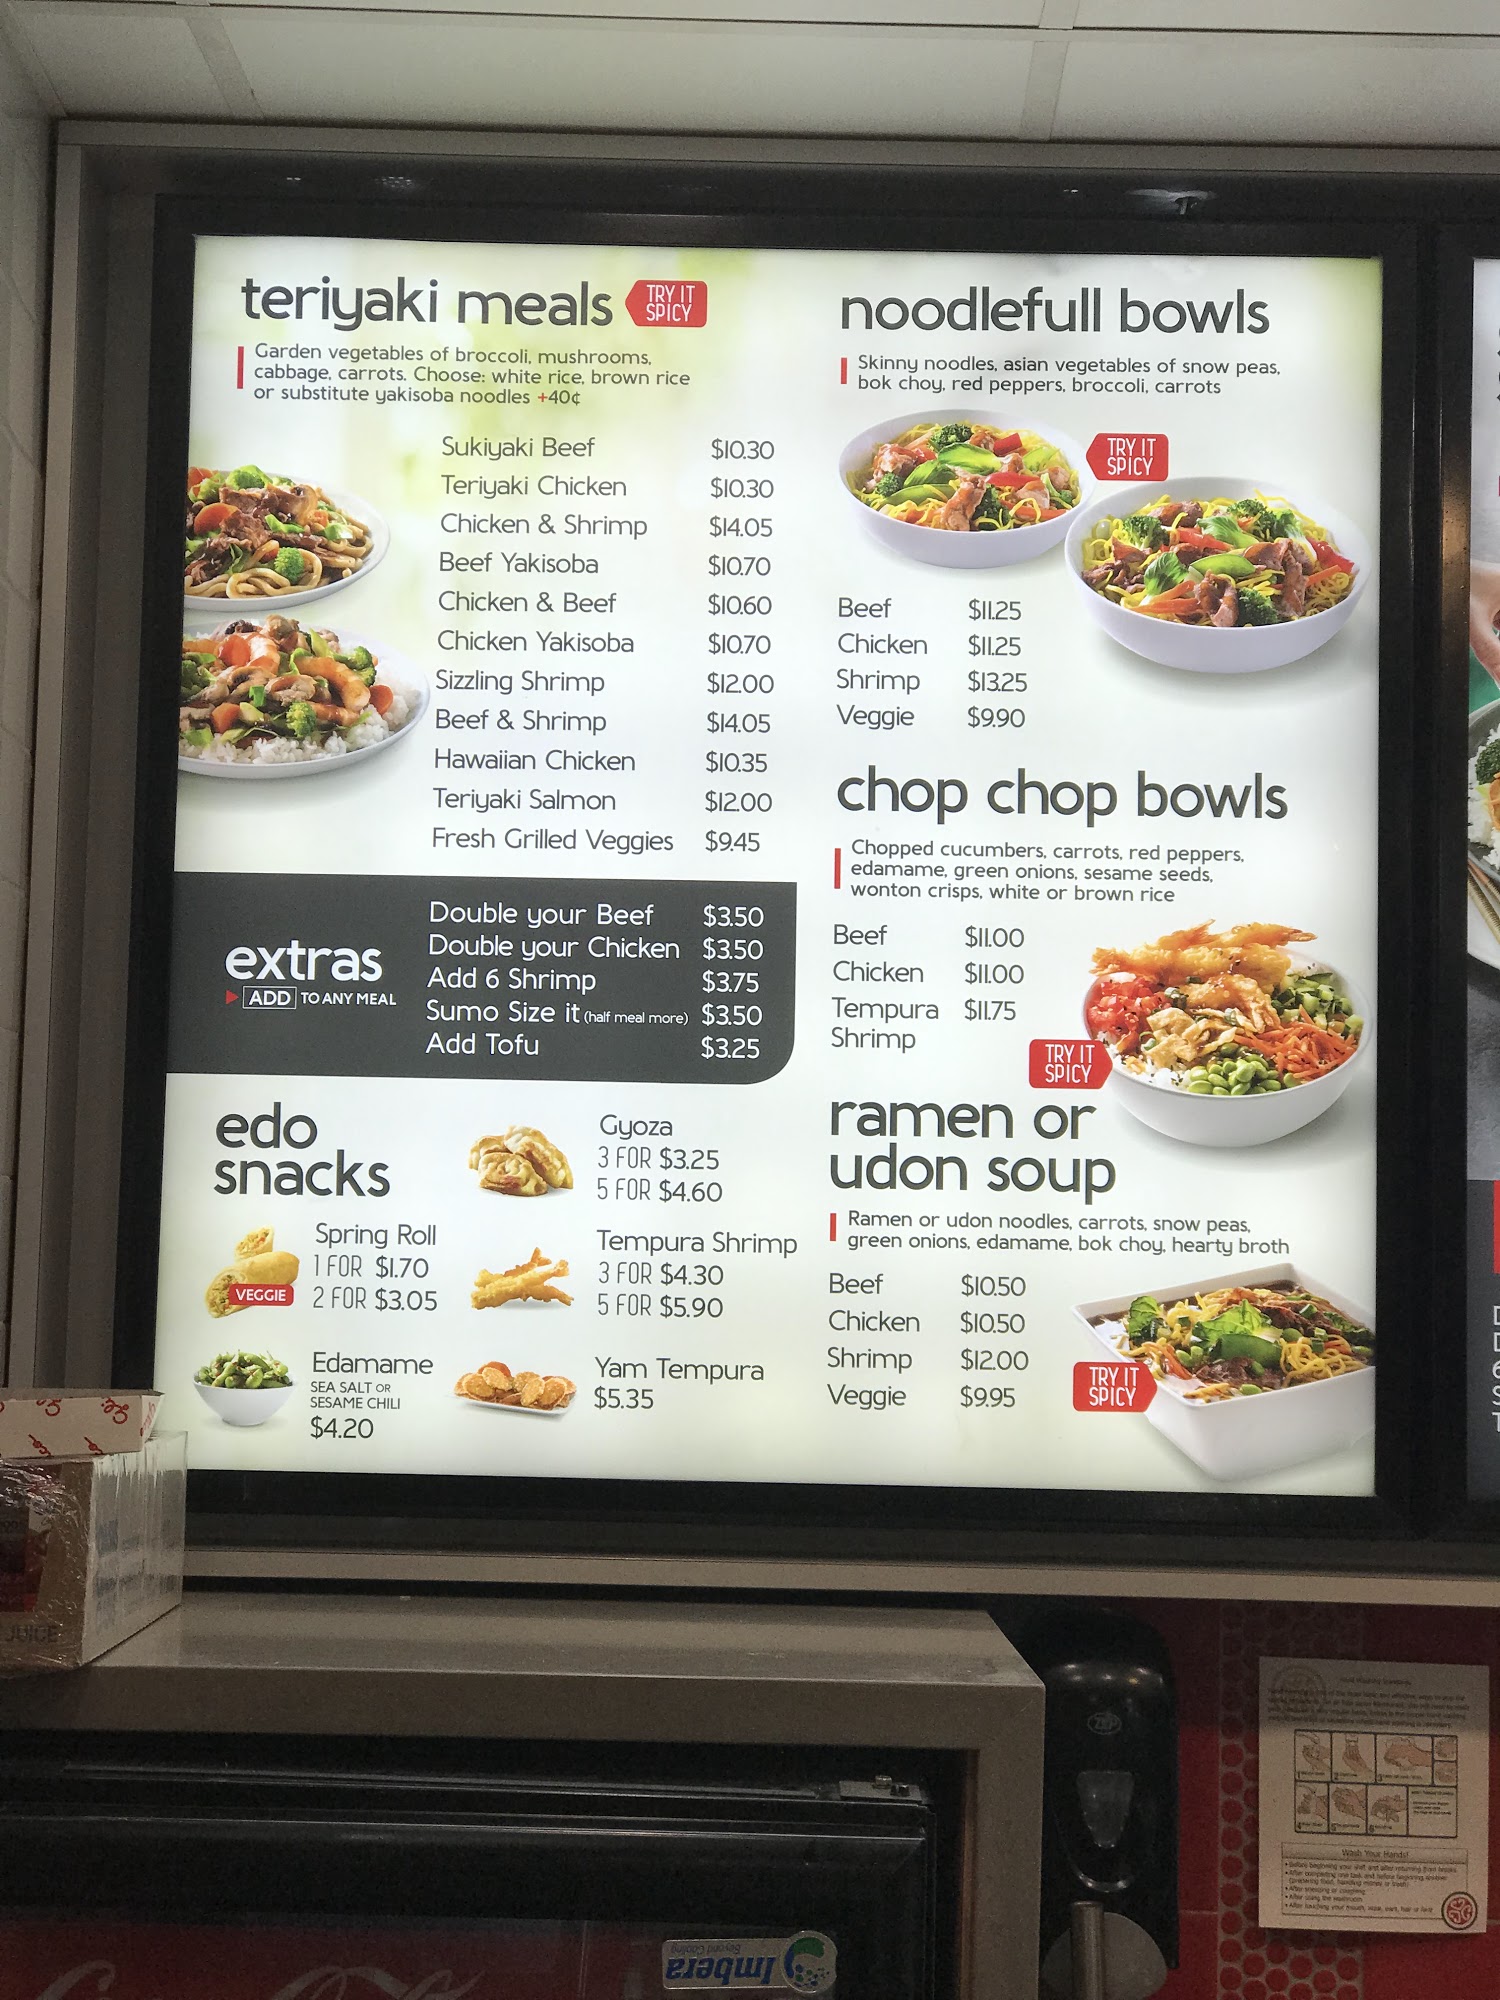 teriyaki meals
TRY IT
SPICY
Garden vegetables of broccoli, mushrooms,
cabbage, carrots. Choose: white rice, brown rice
or substitute yakisoba noodles +40¢
Sukiyaki Beef $10.30
Teriyaki Chicken $10.30
Chicken & Shrimp $14.05
Beef Yakisoba $10.70
Chicken & Beef $10.60
Chicken Yakisoba $10.70
Sizzling Shrimp $12.00
Beef & Shrimp $14.05
Hawaiian Chicken $10.35
Teriyaki Salmon $12.00
Fresh Grilled Veggies $9.45
extras
ADD TO ANY MEAL
Double your Beef $3.50
Double your Chicken $3.50
Add 6 Shrimp $3.75
Sumo Size it (half meal more) $3.50
Add Tofu $3.25
edo
snacks
Spring Roll
1 FOR $1.70
2 FOR $3.05
VEGGIE
Edamame
SEA SALT OR
SESAME CHILI
$4.20
Gyoza
3 FOR $3.25
5 FOR $4.60
Tempura Shrimp
3 FOR $4.30
5 FOR $5.90
Yam Tempura
$5.35
noodlefull bowls
Skinny noodles, asian vegetables of snow peas,
bok choy, red peppers, broccoli, carrots
TRY IT
SPICY
Beef $11.25
Chicken $11.25
Shrimp $13.25
Veggie $9.90
chop chop bowls
Chopped cucumbers, carrots, red peppers,
edamame, green onions, sesame seeds,
wonton crisps, white or brown rice
Beef $11.00
Chicken $11.00
Tempura $11.75
Shrimp
TRY IT
SPICY
ramen or
udon soup
Ramen or udon noodles, carrots, snow peas,
green onions, edamame, bok choy, hearty broth
Beef $10.50
Chicken $10.50
Shrimp $12.00
Veggie $9.95
TRY IT
SPICY
JUICE
ZEP
Wash Your Hands!
Imbera
Beyond Cooling